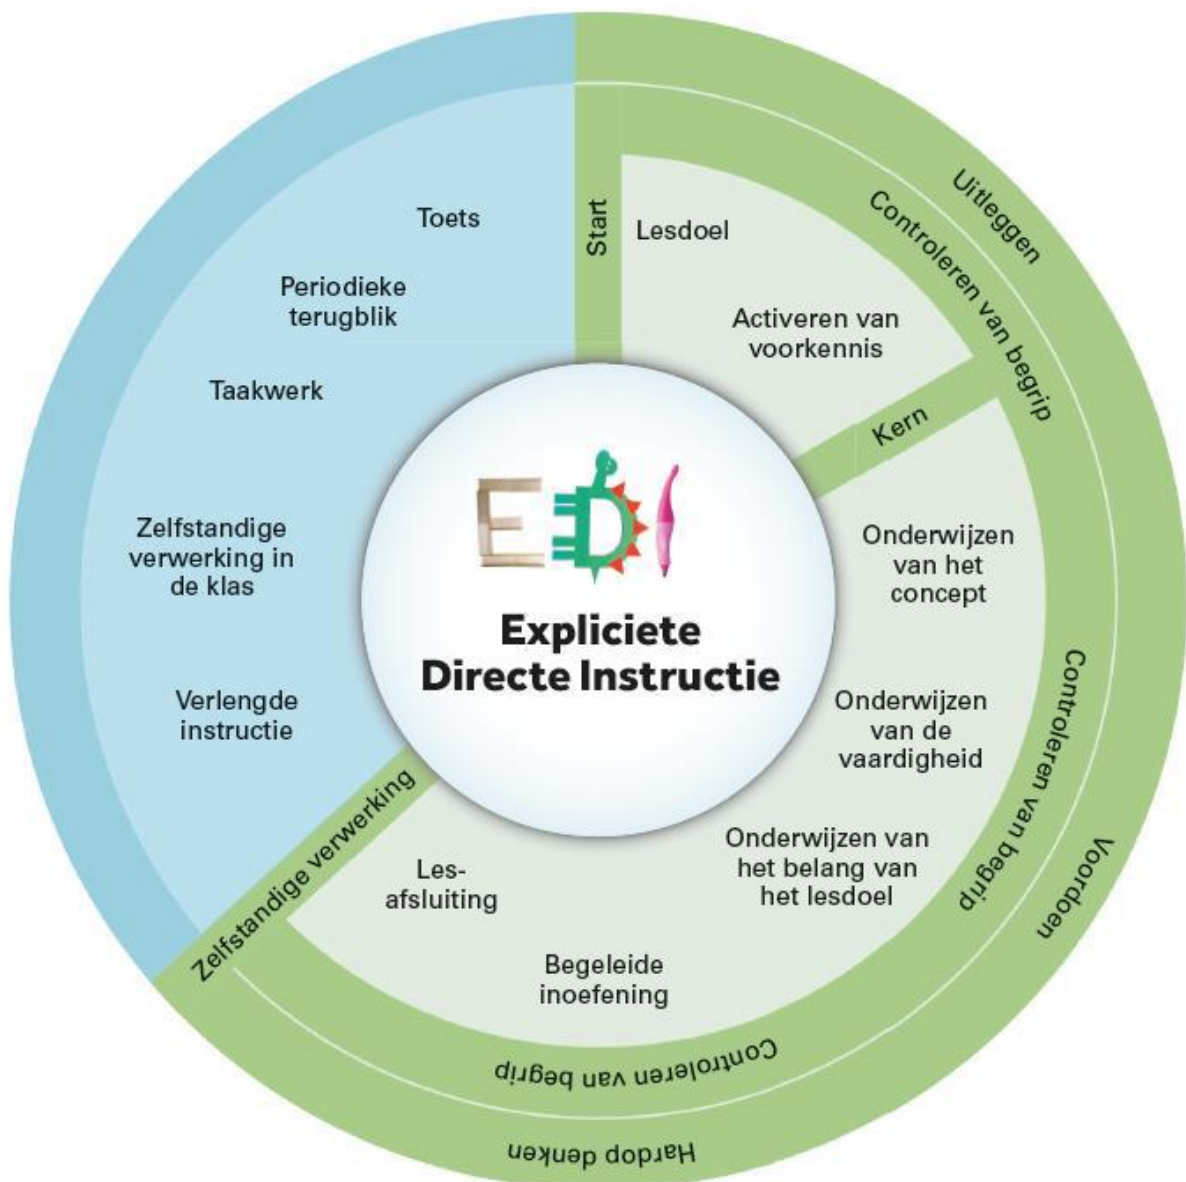 Start
Lesdoel
Activeren van
voorkennis
Kern
Onderwijzen
van het
concept
Onderwijzen
van de
vaardigheid
Onderwijzen van
het belang van
het lesdoel
Begeleide
inoefening
Les-
afsluiting
Zelfstandige verwerking
Verlengde
instructie
Zelfstandige
verwerking in
de klas
Taakwerk
Periodieke
terugblik
Toets
Controleren van begrip
Controleren van begrip
Controleren van begrip
Uitleggen
Voordoen
Hardop denken
EDI
Expliciete
Directe Instructie